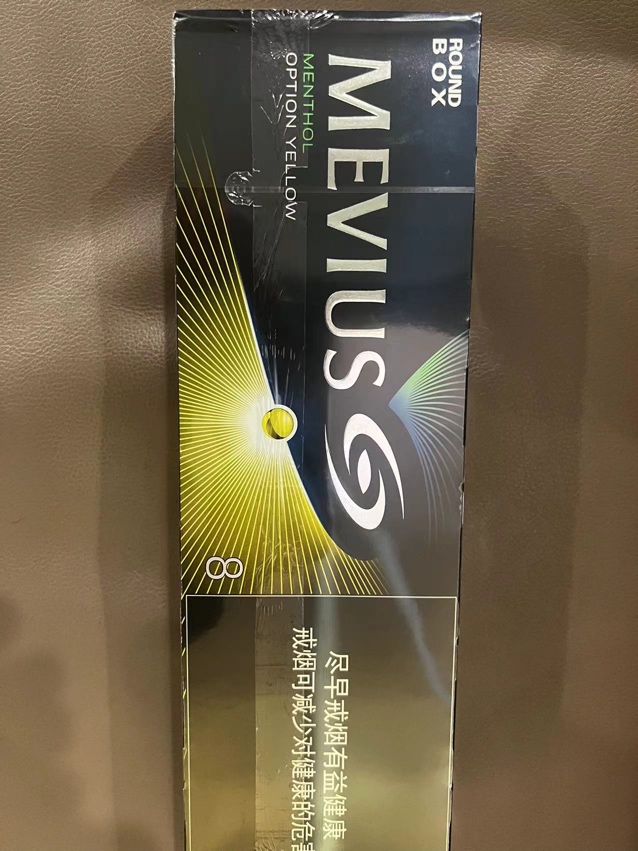 ROUND
BOX
MEVIUS
MENTHOL
OPTION YELLOW
8
尽早戒烟有益健康
戒烟可减少对健康的危害